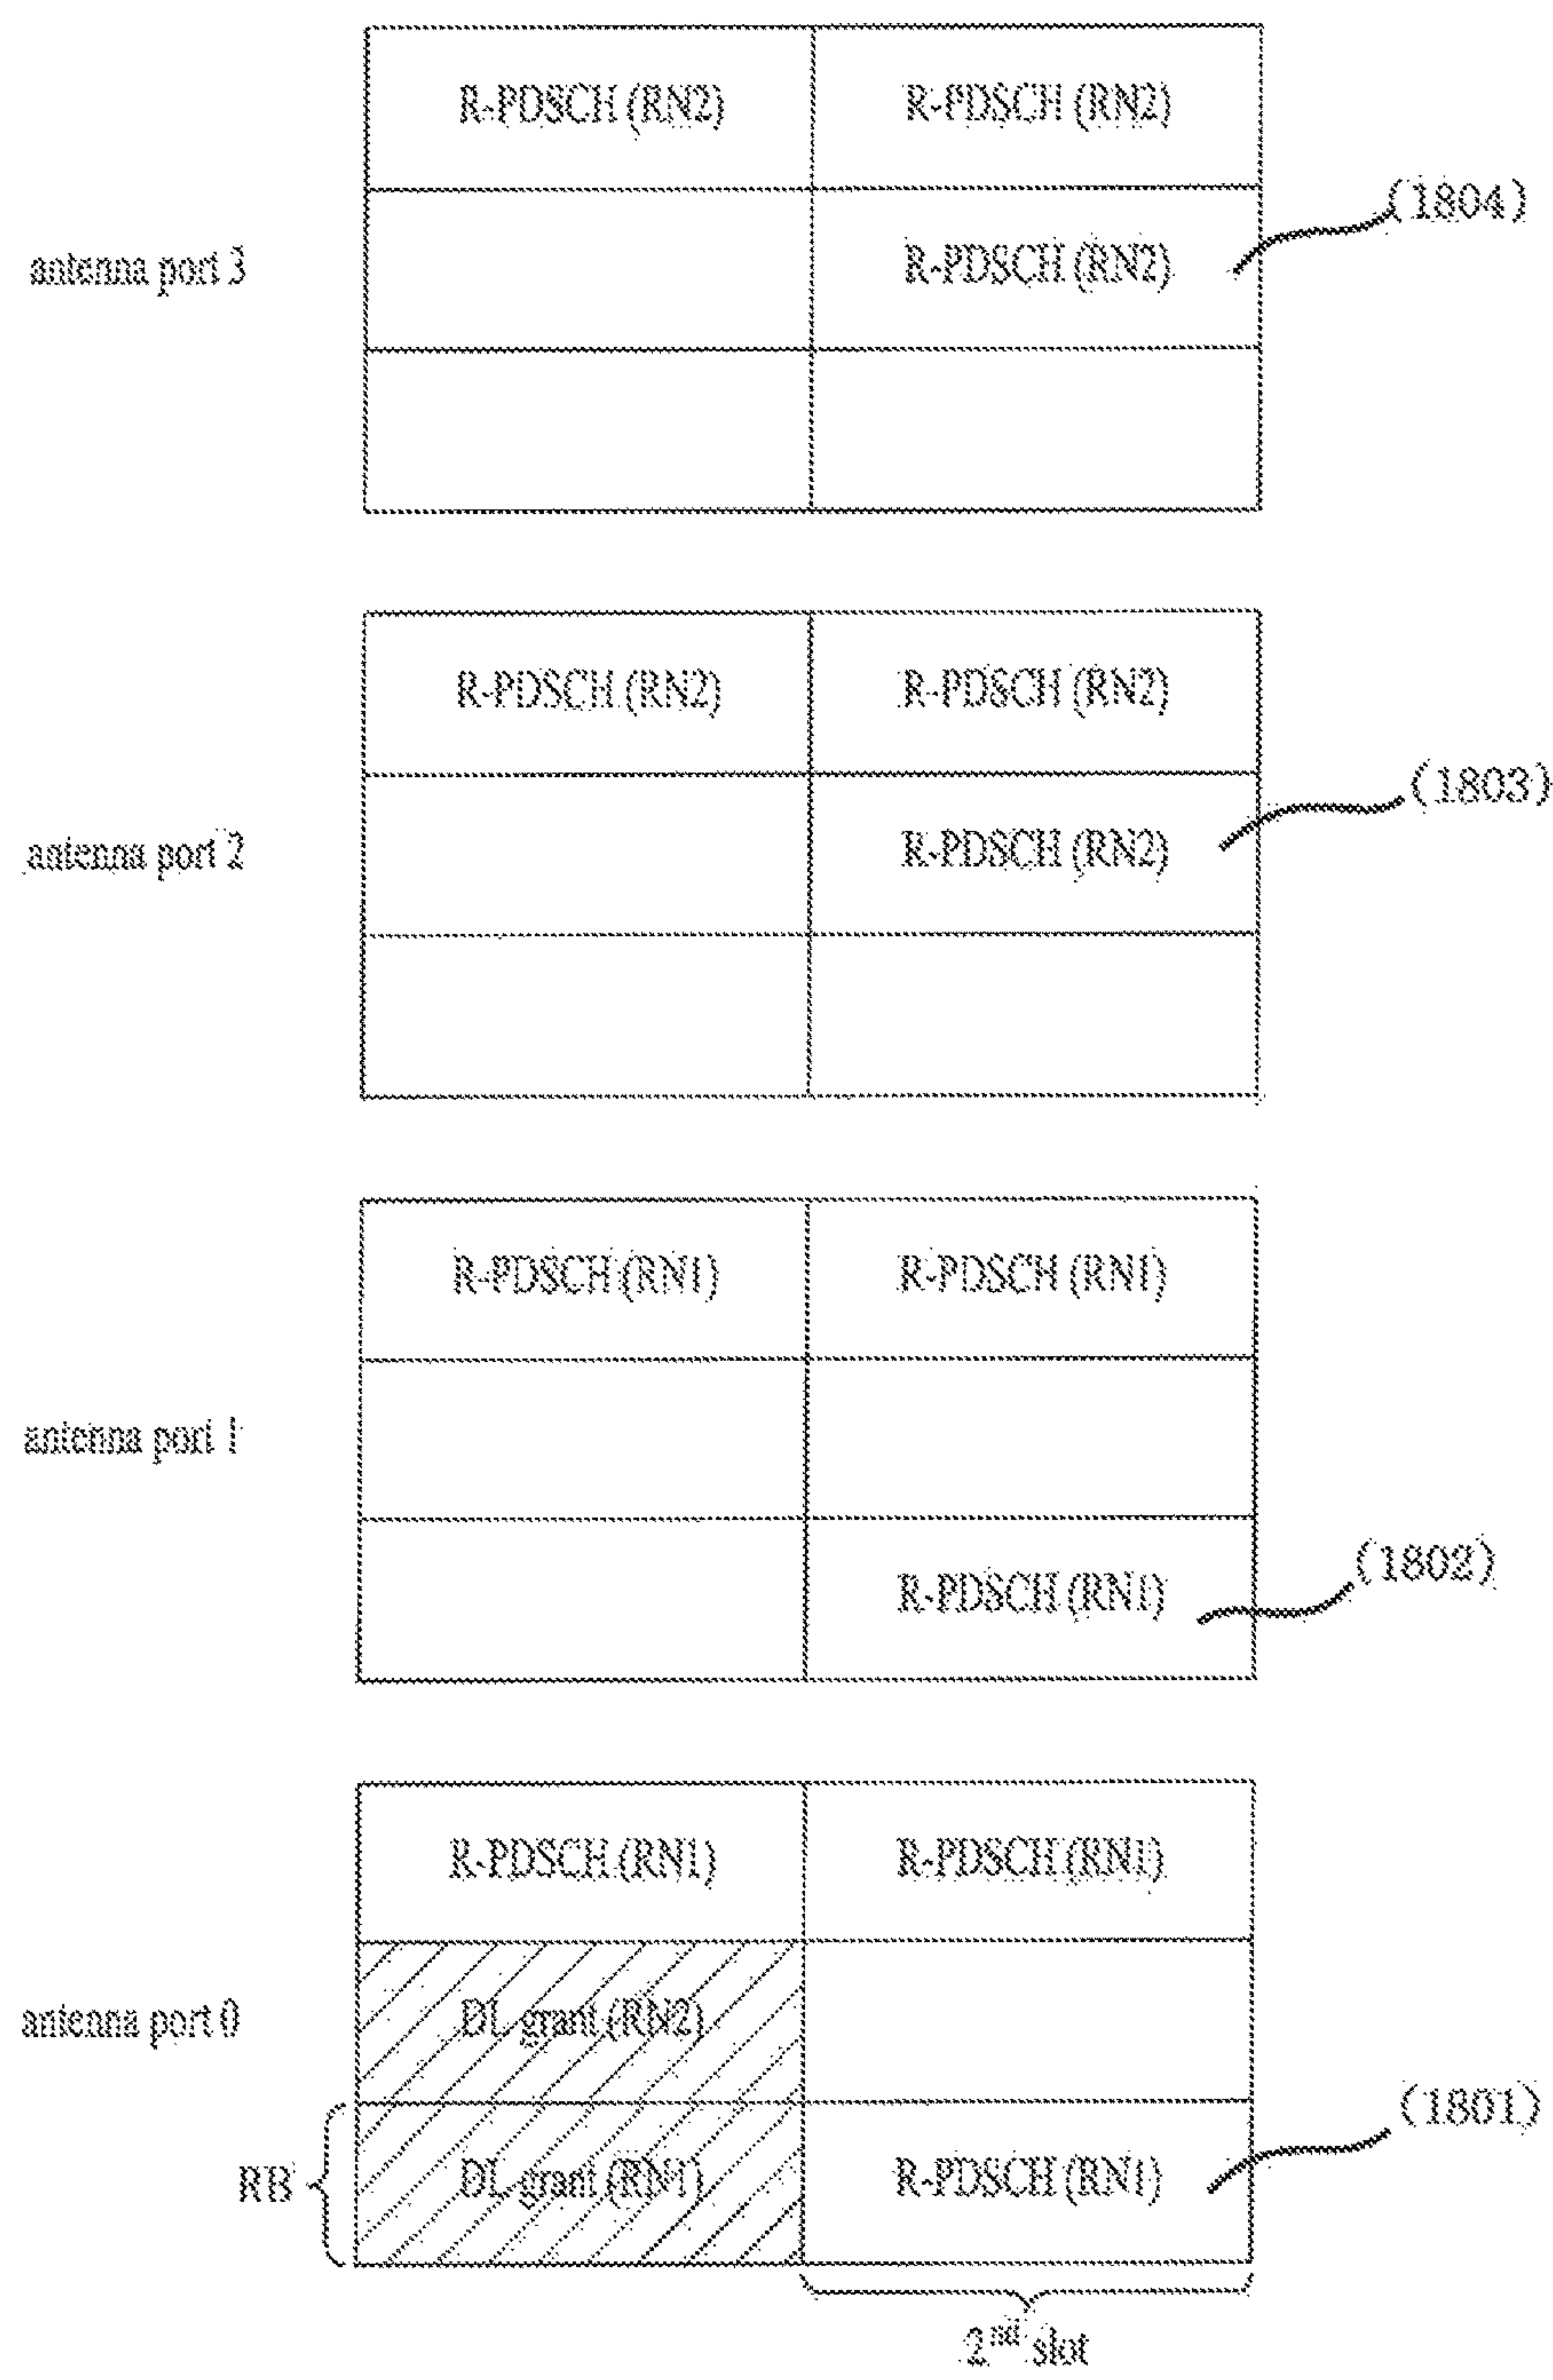 R-PDSCH (RN2) R-PDSCH (RN2)
(1804)
antenna port 3 R-PDSCH (RN2)
R-PDSCH (RN2) R-PDSCH (RN2)
(1803)
antenna port 2 R-PDSCH (RN2)
R-PDSCH (RN1) R-PDSCH (RN1)
antenna port 1
(1802)
R-PDSCH (RN1)
R-PDSCH (RN1) R-PDSCH (RN1)
antenna port 0 DL grant (RN2)
(1801)
RB DL grant (RN1) R-PDSCH (RN1)
2nd slot